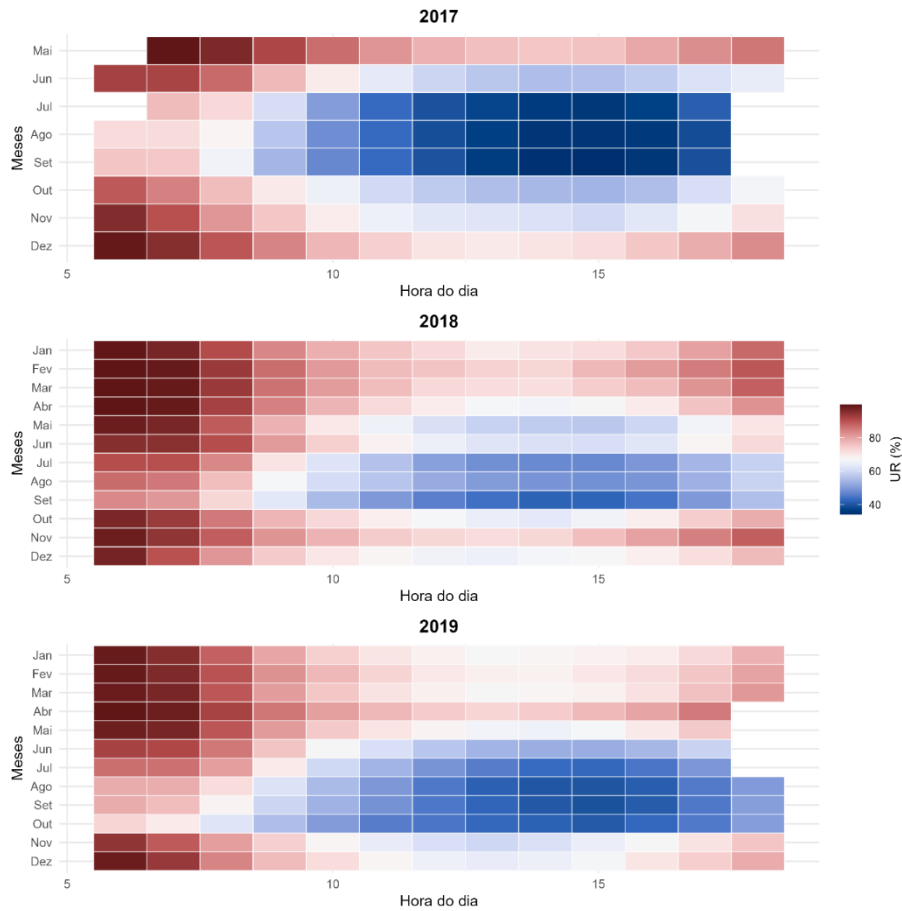 2017
Mai
Jun
Jul
Ago
Set
Out
Nov
Dez
Meses
5 10 15
Hora do dia
2018
Jan
Fev
Mar
Abr
Mai
Jun
Jul
Ago
Set
Out
Nov
Dez
Meses
5 10 15
Hora do dia
80
60
40
UR (%)
2019
Jan
Fev
Mar
Abr
Mai
Jun
Jul
Ago
Set
Out
Nov
Dez
Meses
5 10 15
Hora do dia